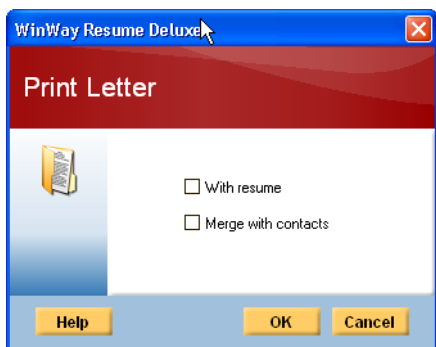 WinWay Resume Deluxe
Print Letter
With resume
Merge with contacts
Help
OK
Cancel